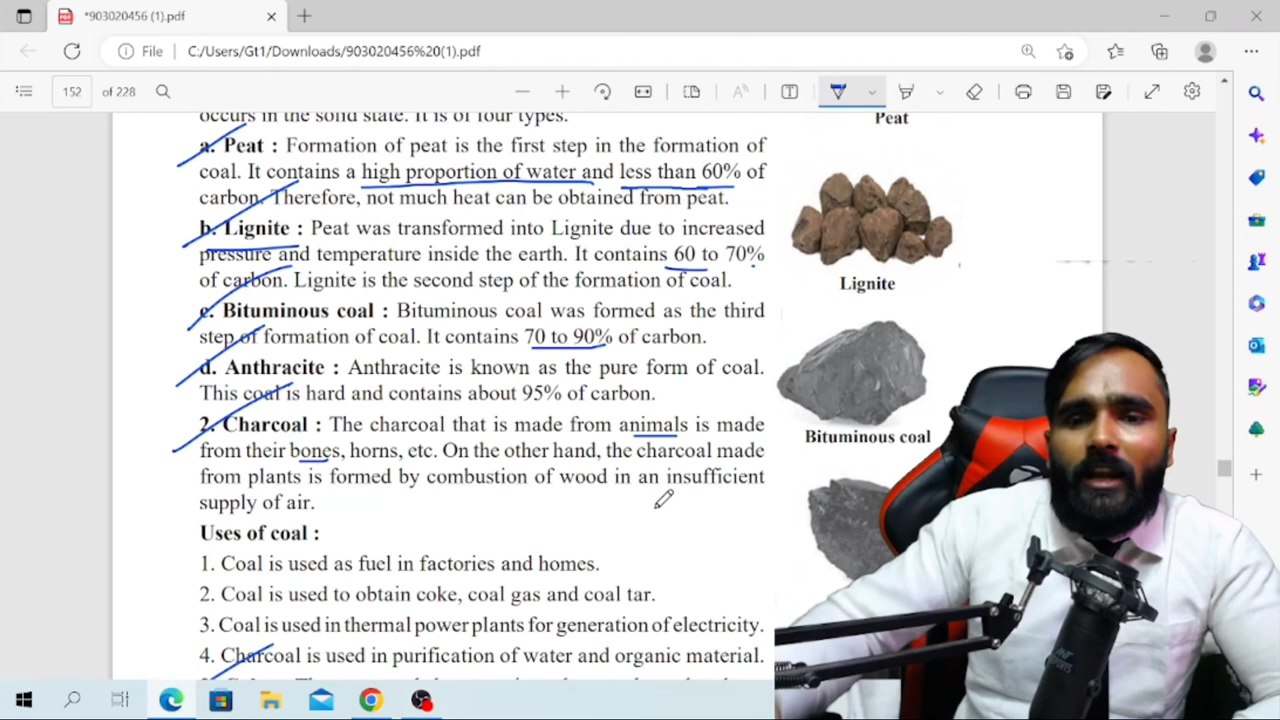 *903020456 (1).pdf
File
C:/Users/Gt1/Downloads/903020456%20(1).pdf
152 of 228
occurs in the solid state. It is of four types.
a. Peat : Formation of peat is the first step in the formation of
coal. It contains a high proportion of water and less than 60% of
carbon. Therefore, not much heat can be obtained from peat.
b. Lignite : Peat was transformed into Lignite due to increased
pressure and temperature inside the earth. It contains 60 to 70%
of carbon. Lignite is the second step of the formation of coal.
c. Bituminous coal : Bituminous coal was formed as the third
step of formation of coal. It contains 70 to 90% of carbon.
d. Anthracite : Anthracite is known as the pure form of coal.
This coal is hard and contains about 95% of carbon.
2. Charcoal : The charcoal that is made from animals is made
from their bones, horns, etc. On the other hand, the charcoal made
from plants is formed by combustion of wood in an insufficient
supply of air.
Uses of coal :
1. Coal is used as fuel in factories and homes.
2. Coal is used to obtain coke, coal gas and coal tar.
3. Coal is used in thermal power plants for generation of electricity.
4. Charcoal is used in purification of water and organic material.
Peat
Lignite
Bituminous coal